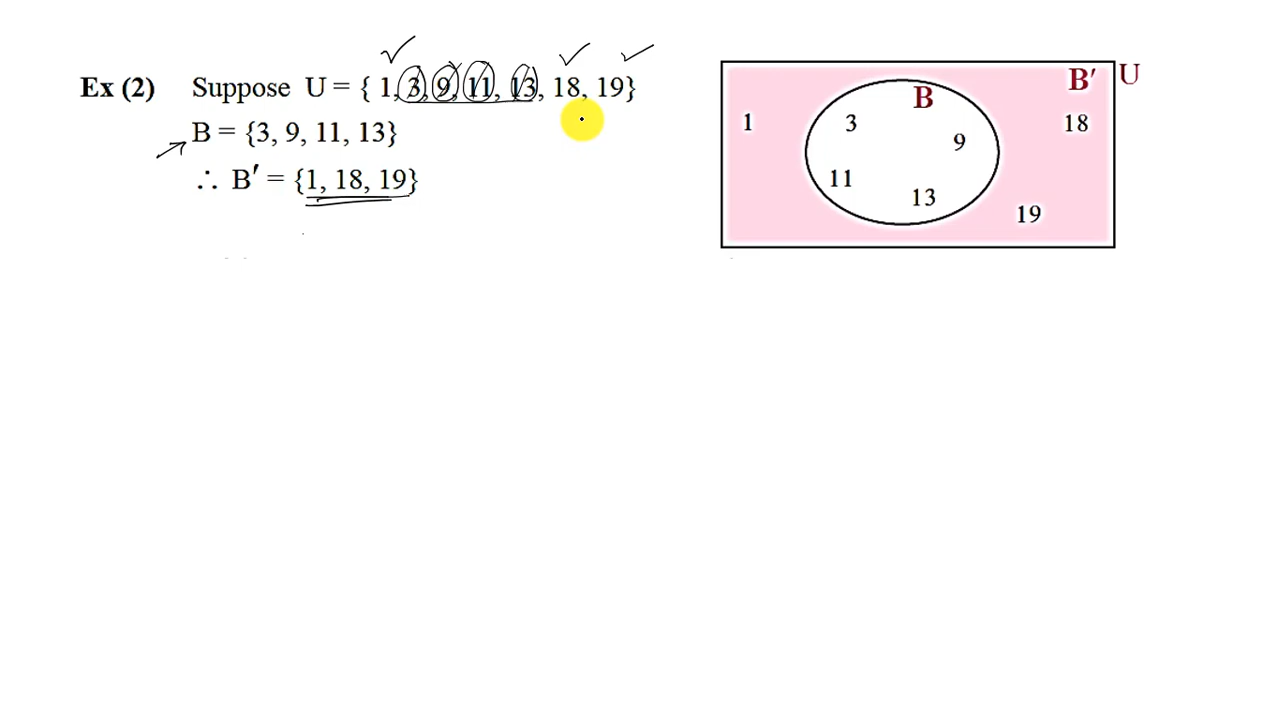 Ex (2) Suppose U = { 1, 3, 9, 11, 13, 18, 19}
B = {3, 9, 11, 13}
∴ B′ = {1, 18, 19}
B′ U
B
1 3 9 18
11 13 19